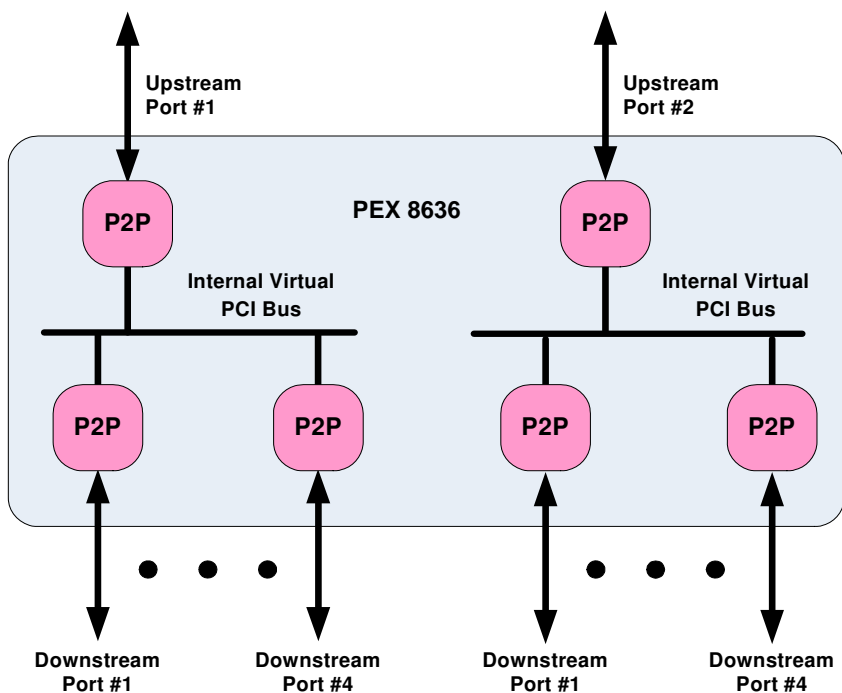 Upstream
Port #1
Upstream
Port #2
P2P
PEX 8636
P2P
Internal Virtual
PCI Bus
Internal Virtual
PCI Bus
P2P
P2P
P2P
P2P
Downstream
Port #1
Downstream
Port #4
Downstream
Port #1
Downstream
Port #4